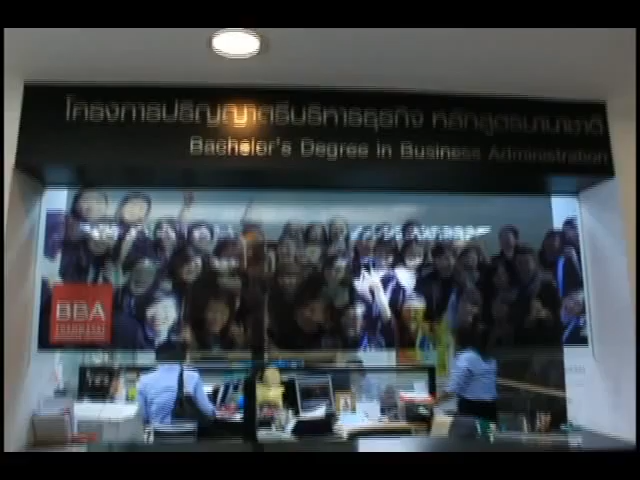 โครงการปริญญาตรีบริหารธุรกิจ หลักสูตรนานาชาติ
Bachelor's Degree in Business Administration
BBA